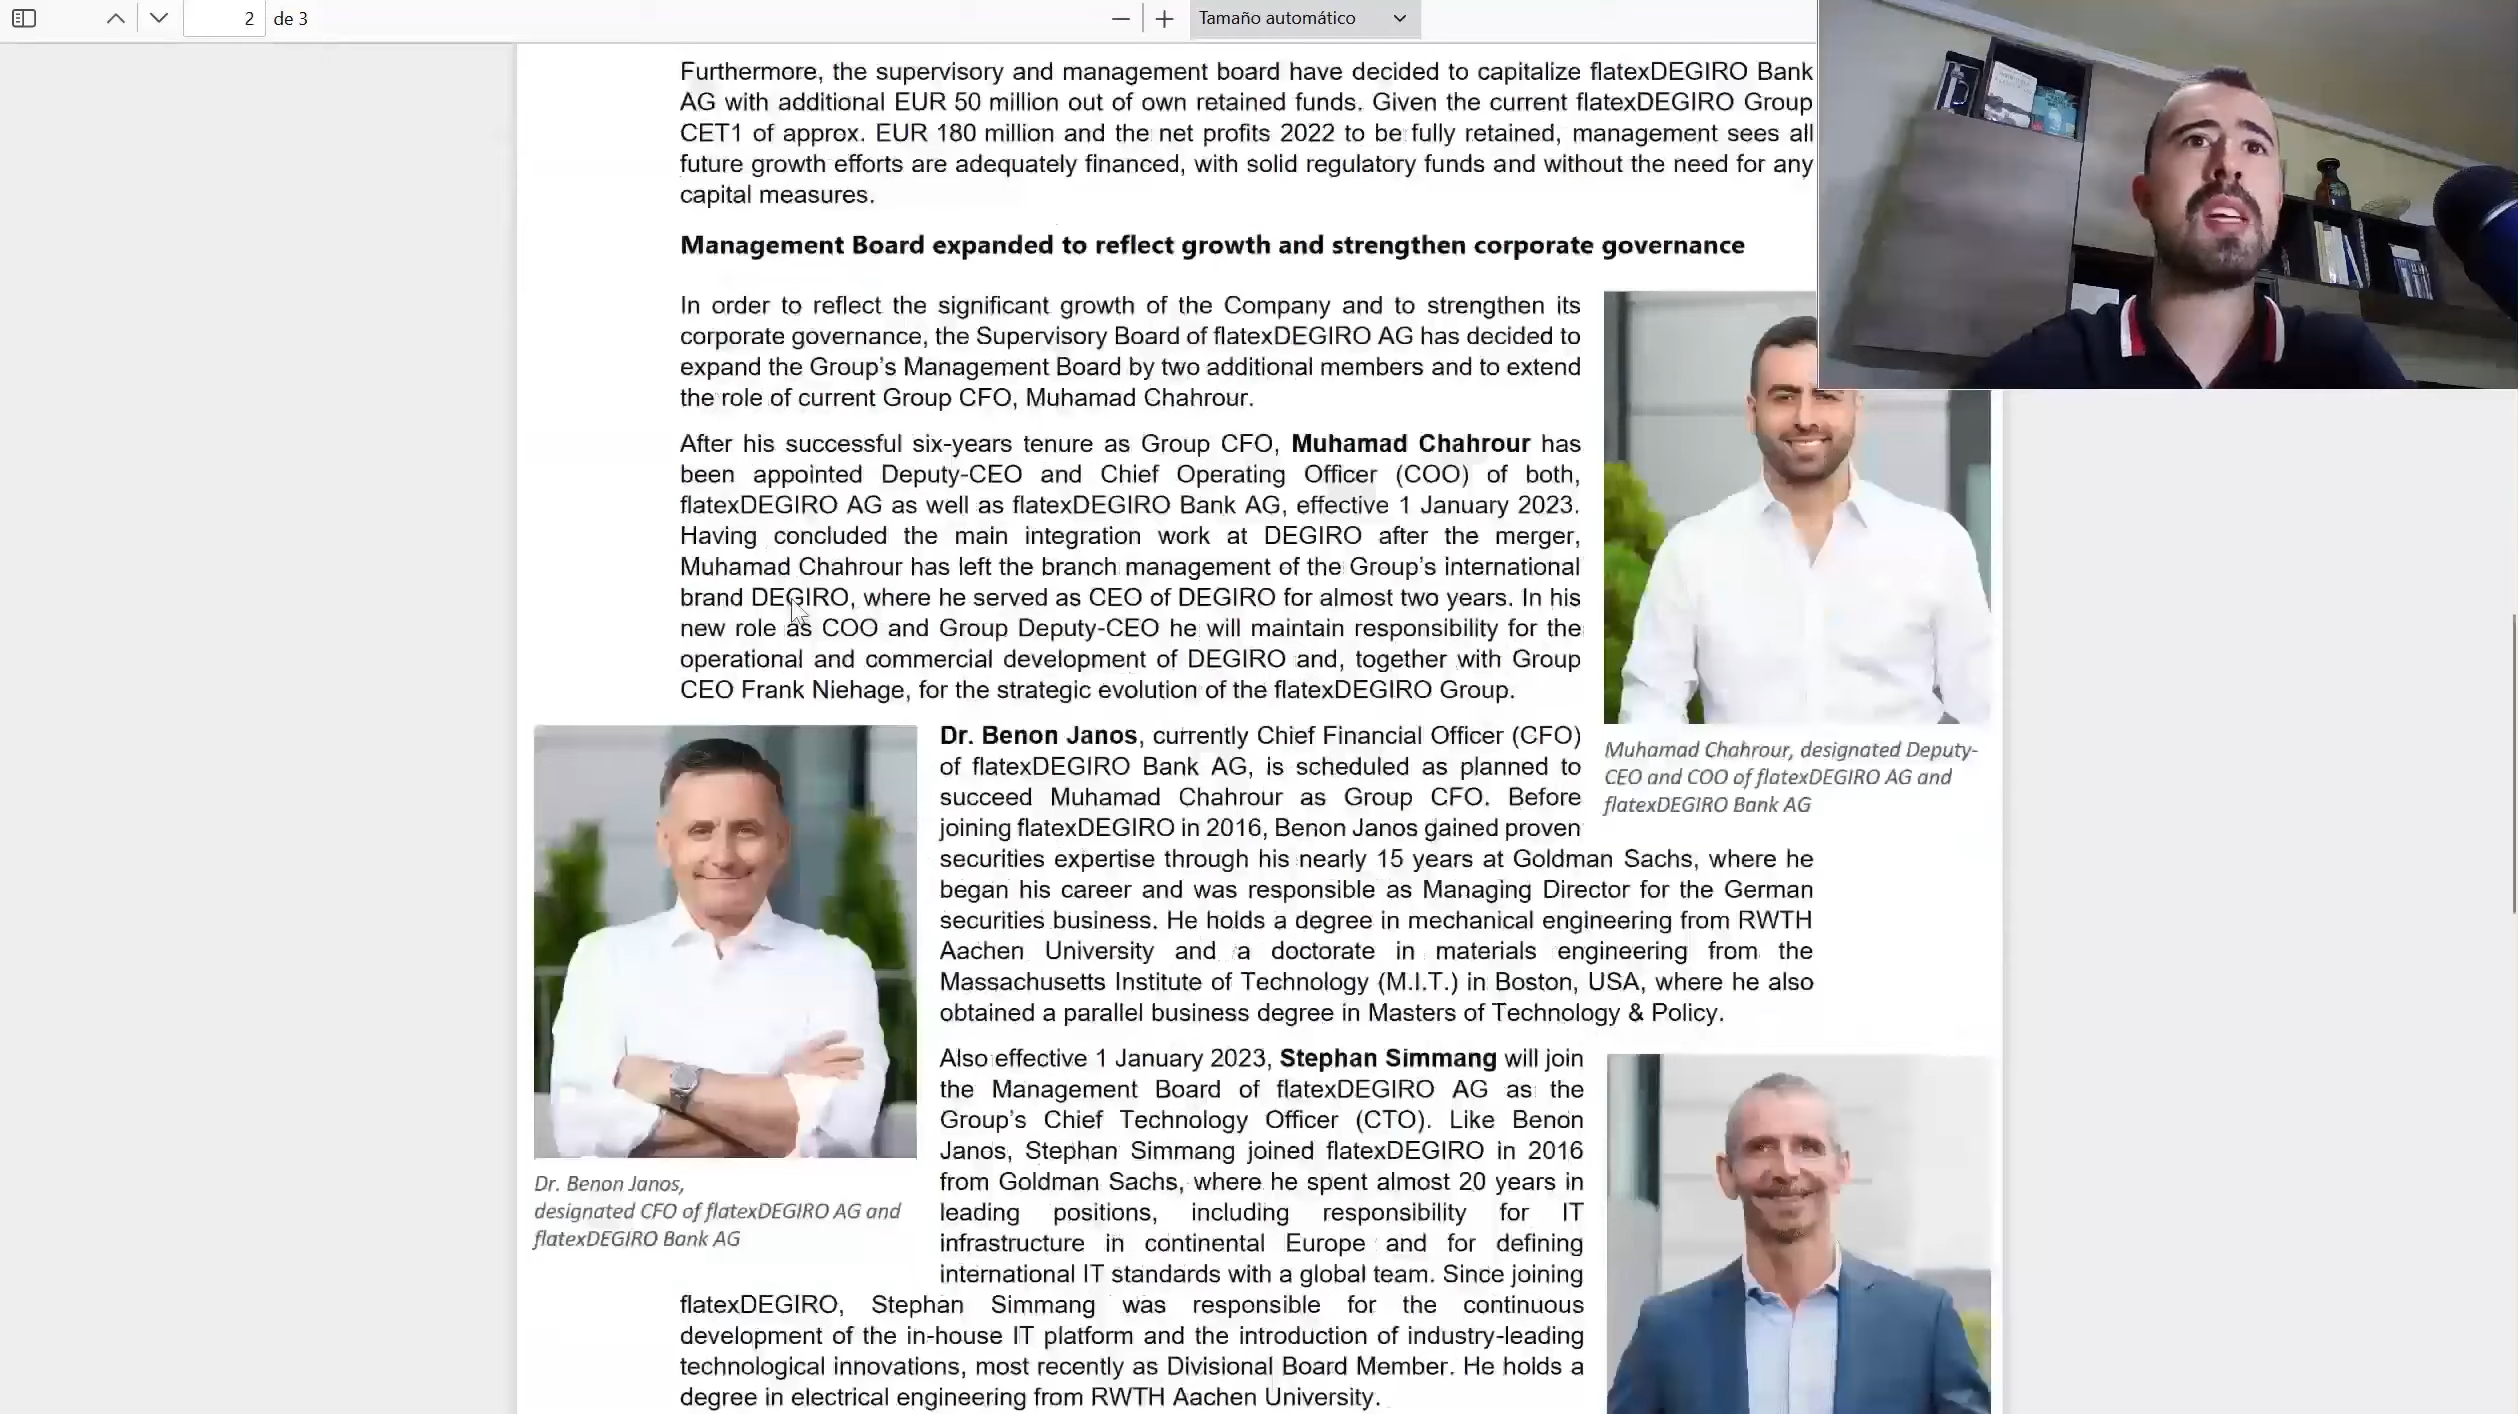 2 de 3
Tamaño automático
Furthermore, the supervisory and management board have decided to capitalize flatexDEGIRO Bank
AG with additional EUR 50 million out of own retained funds. Given the current flatexDEGIRO Group
CET1 of approx. EUR 180 million and the net profits 2022 to be fully retained, management sees all
future growth efforts are adequately financed, with solid regulatory funds and without the need for any
capital measures.
Management Board expanded to reflect growth and strengthen corporate governance
In order to reflect the significant growth of the Company and to strengthen its
corporate governance, the Supervisory Board of flatexDEGIRO AG has decided to
expand the Group's Management Board by two additional members and to extend
the role of current Group CFO, Muhamad Chahrour.
After his successful six-years tenure as Group CFO, Muhamad Chahrour has
been appointed Deputy-CEO and Chief Operating Officer (COO) of both,
flatexDEGIRO AG as well as flatexDEGIRO Bank AG, effective 1 January 2023.
Having concluded the main integration work at DEGIRO after the merger,
Muhamad Chahrour has left the branch management of the Group's international
brand DEGIRO, where he served as CEO of DEGIRO for almost two years. In his
new role as COO and Group Deputy-CEO he will maintain responsibility for the
operational and commercial development of DEGIRO and, together with Group
CEO Frank Niehage, for the strategic evolution of the flatexDEGIRO Group.
Muhamad Chahrour, designated Deputy-
CEO and COO of flatexDEGIRO AG and
flatexDEGIRO Bank AG
Dr. Benon Janos, currently Chief Financial Officer (CFO)
of flatexDEGIRO Bank AG, is scheduled as planned to
succeed Muhamad Chahrour as Group CFO. Before
joining flatexDEGIRO in 2016, Benon Janos gained proven
securities expertise through his nearly 15 years at Goldman Sachs, where he
began his career and was responsible as Managing Director for the German
securities business. He holds a degree in mechanical engineering from RWTH
Aachen University and a doctorate in materials engineering from the
Massachusetts Institute of Technology (M.I.T.) in Boston, USA, where he also
obtained a parallel business degree in Masters of Technology & Policy.
Dr. Benon Janos,
designated CFO of flatexDEGIRO AG and
flatexDEGIRO Bank AG
Also effective 1 January 2023, Stephan Simmang will join
the Management Board of flatexDEGIRO AG as the
Group's Chief Technology Officer (CTO). Like Benon
Janos, Stephan Simmang joined flatexDEGIRO in 2016
from Goldman Sachs, where he spent almost 20 years in
leading positions, including responsibility for IT
infrastructure in continental Europe and for defining
international IT standards with a global team. Since joining
flatexDEGIRO, Stephan Simmang was responsible for the continuous
development of the in-house IT platform and the introduction of industry-leading
technological innovations, most recently as Divisional Board Member. He holds a
degree in electrical engineering from RWTH Aachen University.